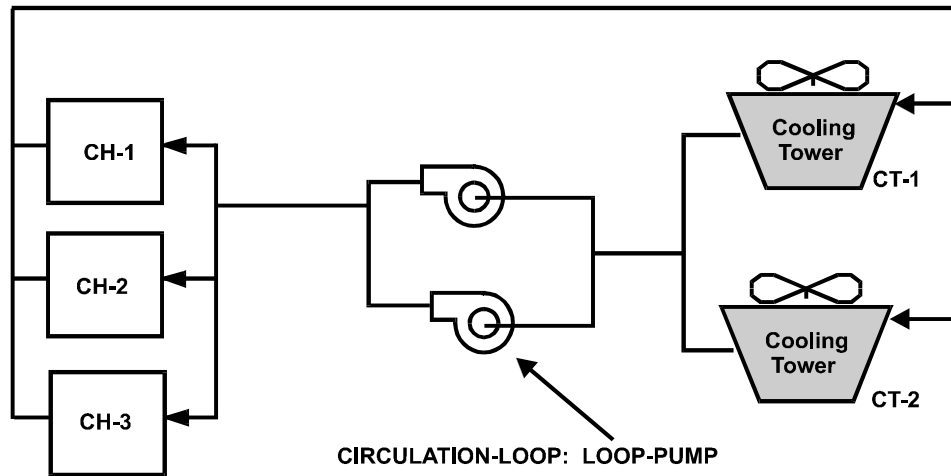 CH-1
CH-2
CH-3
Cooling
Tower
CT-1
Cooling
Tower
CT-2
CIRCULATION-LOOP: LOOP-PUMP